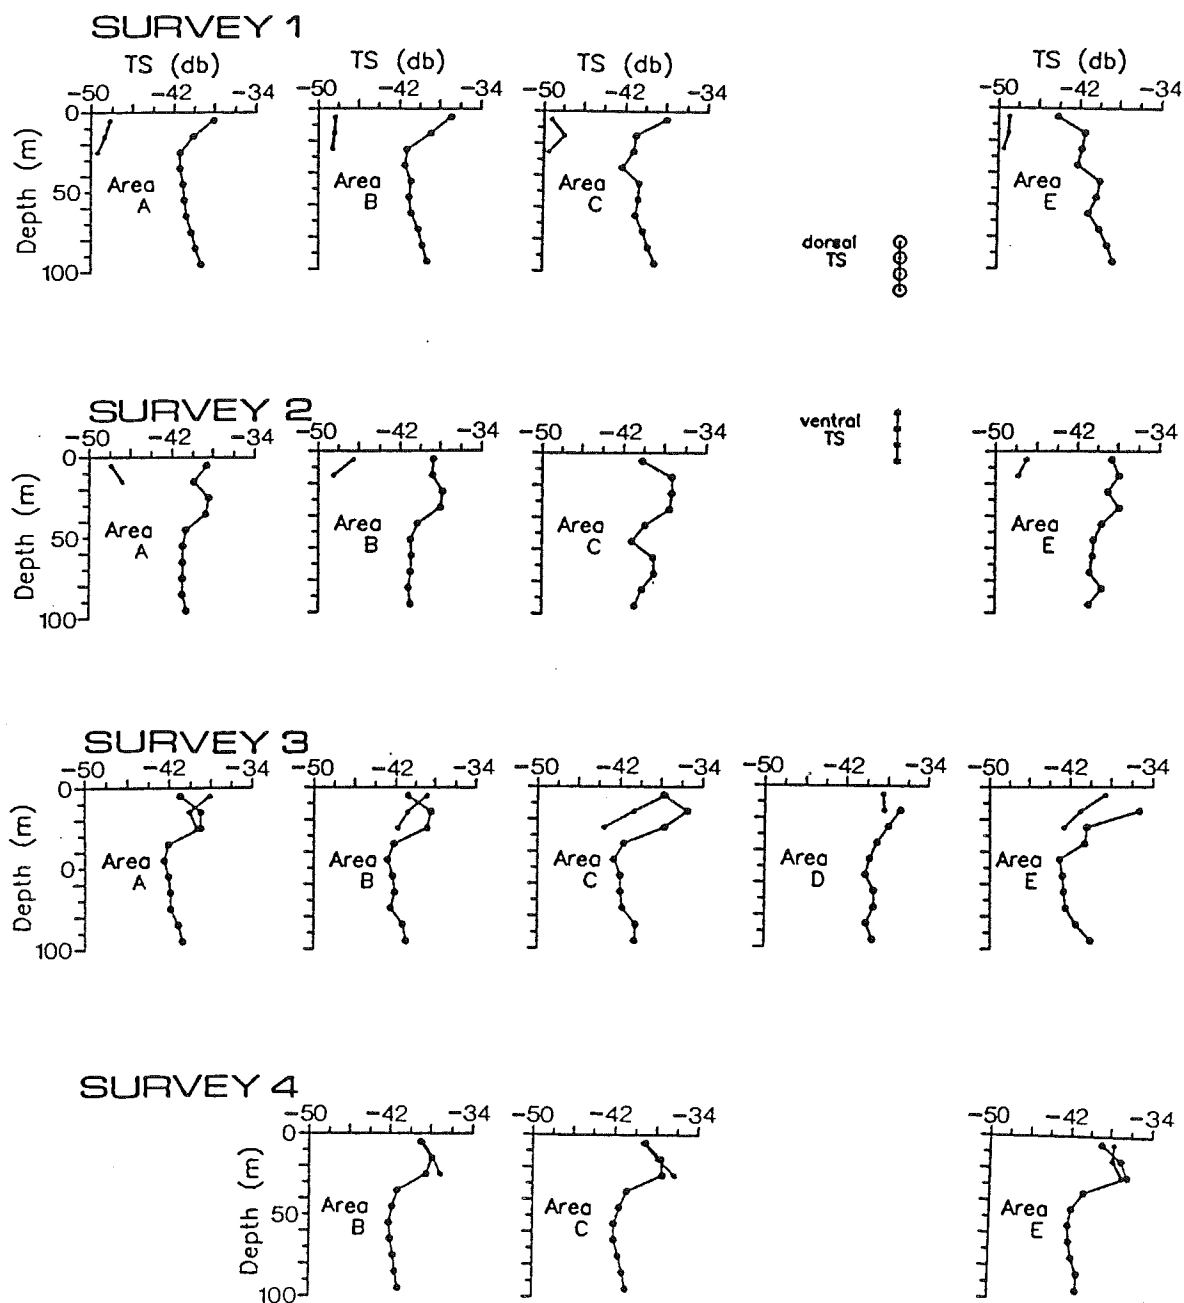 SURVEY 1
TS (db) TS (db) TS (db) TS (db)
-50 -42 -34 -50 -42 -34 -50 -42 -34 -50 -42 -34
0
50
100
Depth (m)
Area A
Area B
Area C
Area E
dorsal TS
SURVEY 2
-50 -42 -34 -50 -42 -34 -50 -42 -34 -50 -42 -34
0
50
100
Depth (m)
Area A
Area B
Area C
Area E
ventral TS
SURVEY 3
-50 -42 -34 -50 -42 -34 -50 -42 -34 -50 -42 -34 -50 -42 -34
0
0
100
Depth (m)
Area A
Area B
Area C
Area D
Area E
SURVEY 4
-50 -42 -34 -50 -42 -34 -50 -42 -34
0
50
100
Depth (m)
Area B
Area C
Area E